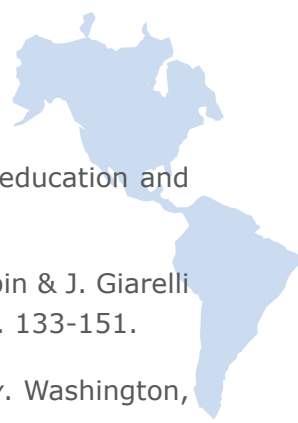 education and
oin & J. Giarelli
. 133-151.
y. Washington,